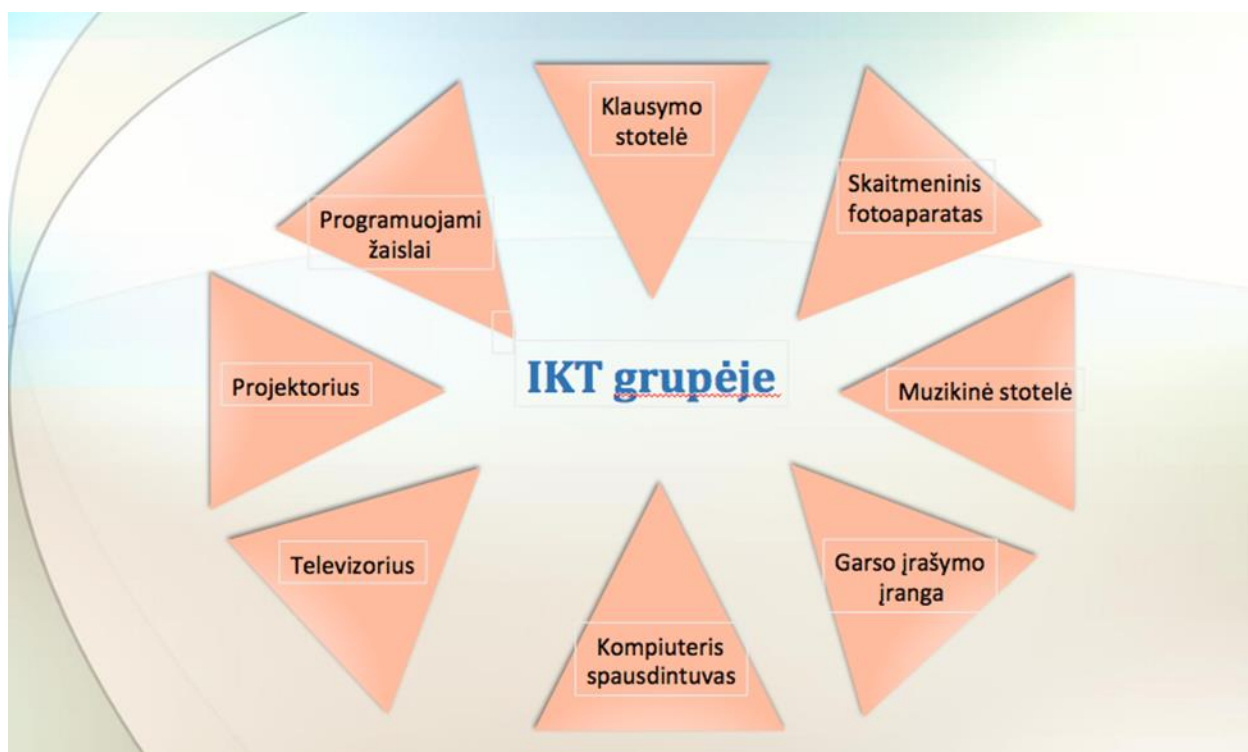 Klausymo
stotelė
Skaitmeninis
fotoaparatas
Programuojami
žaislai
IKT grupėje
Projektorius
Muzikinė stotelė
Televizorius
Garso įrašymo
įranga
Kompiuteris
spausdintuvas